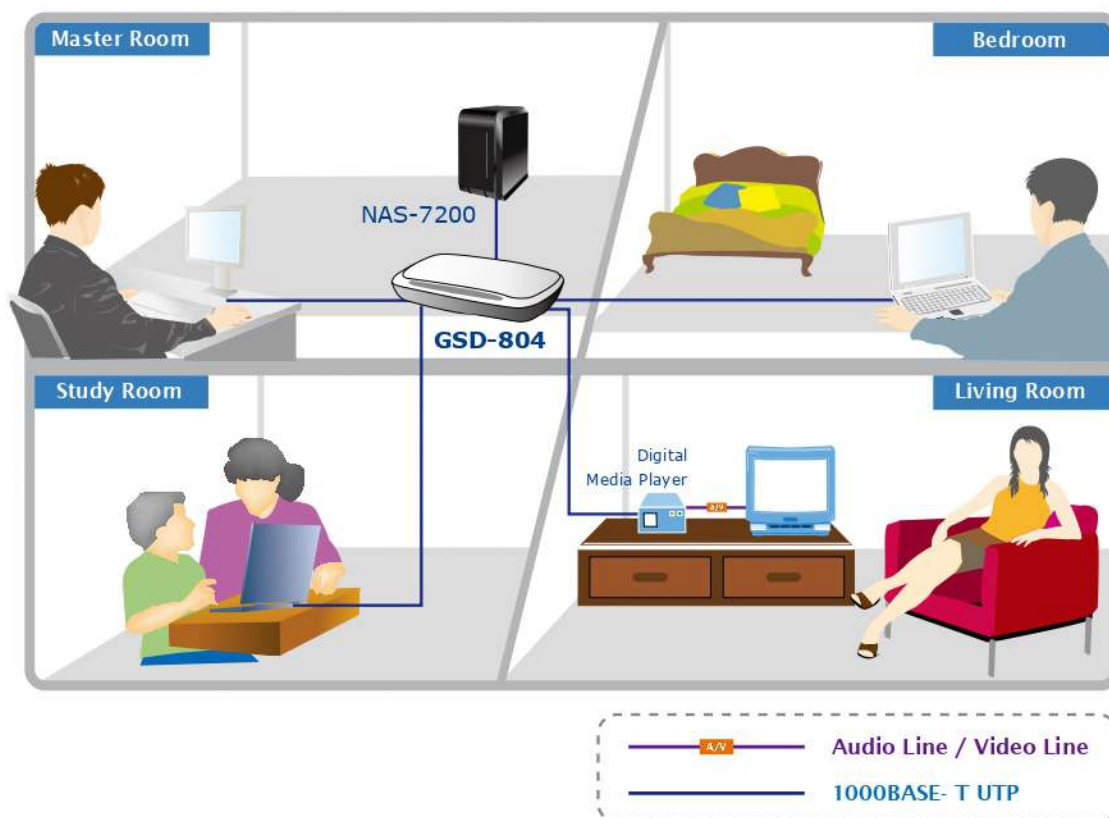 Master Room
Bedroom
NAS-7200
GSD-804
Study Room
Living Room
Digital
Media Player
A/V
A/V Audio Line / Video Line
1000BASE- T UTP